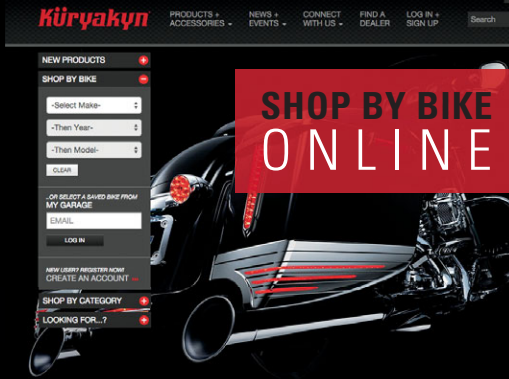 Küryakyn
PRODUCTS +
ACCESSORIES
NEWS +
EVENTS
CONNECT
WITH US
FIND A
DEALER
LOG IN +
SIGN UP
Search
NEW PRODUCTS
SHOP BY BIKE
-Select Make-
-Then Year-
-Then Model-
CLEAR
...OR SELECT A SAVED BIKE FROM
MY GARAGE
EMAIL
LOG IN
NEW USER? REGISTER NOW!
CREATE AN ACCOUNT
SHOP BY CATEGORY
LOOKING FOR...?
SHOP BY BIKE
ONLINE